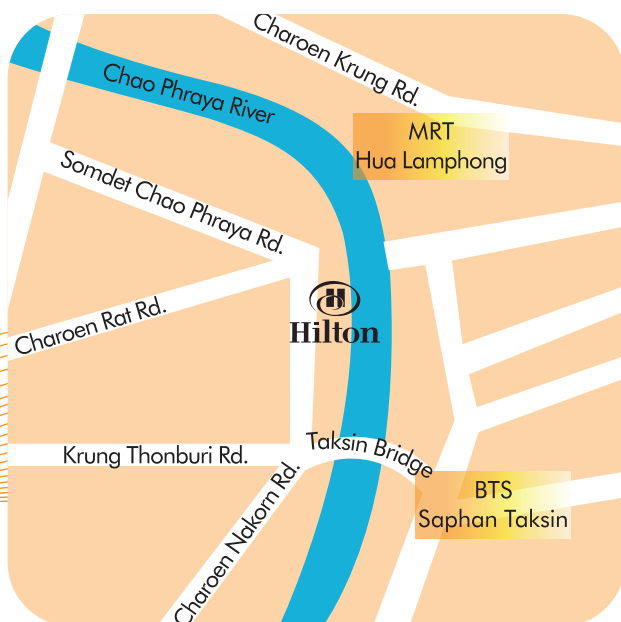 Charoen Krung Rd.
Chao Phraya River
MRT
Hua Lamphong
Somdet Chao Phraya Rd.
Charoen Rat Rd.
Hilton
Krung Thonburi Rd.
Taksin Bridge
Charoen Nakorn Rd.
BTS
Saphan Taksin